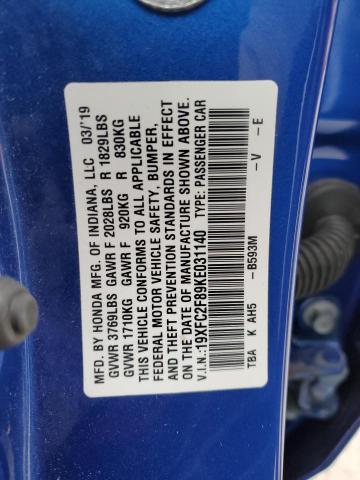 MFD. BY HONDA MFG. OF INDIANA, LLC 03/'19
GVWR 3769LBS GAWR F 2028LBS R 1829LBS
GVWR 1710KG GAWR F 920KG R 830KG
THIS VEHICLE CONFORMS TO ALL APPLICABLE
FEDERAL MOTOR VEHICLE SAFETY, BUMPER,
AND THEFT PREVENTION STANDARDS IN EFFECT
ON THE DATE OF MANUFACTURE SHOWN ABOVE.
V.I.N.:19XFC2F89KE031140 TYPE: PASSENGER CAR
-B593M -V -E
TBA K AH5